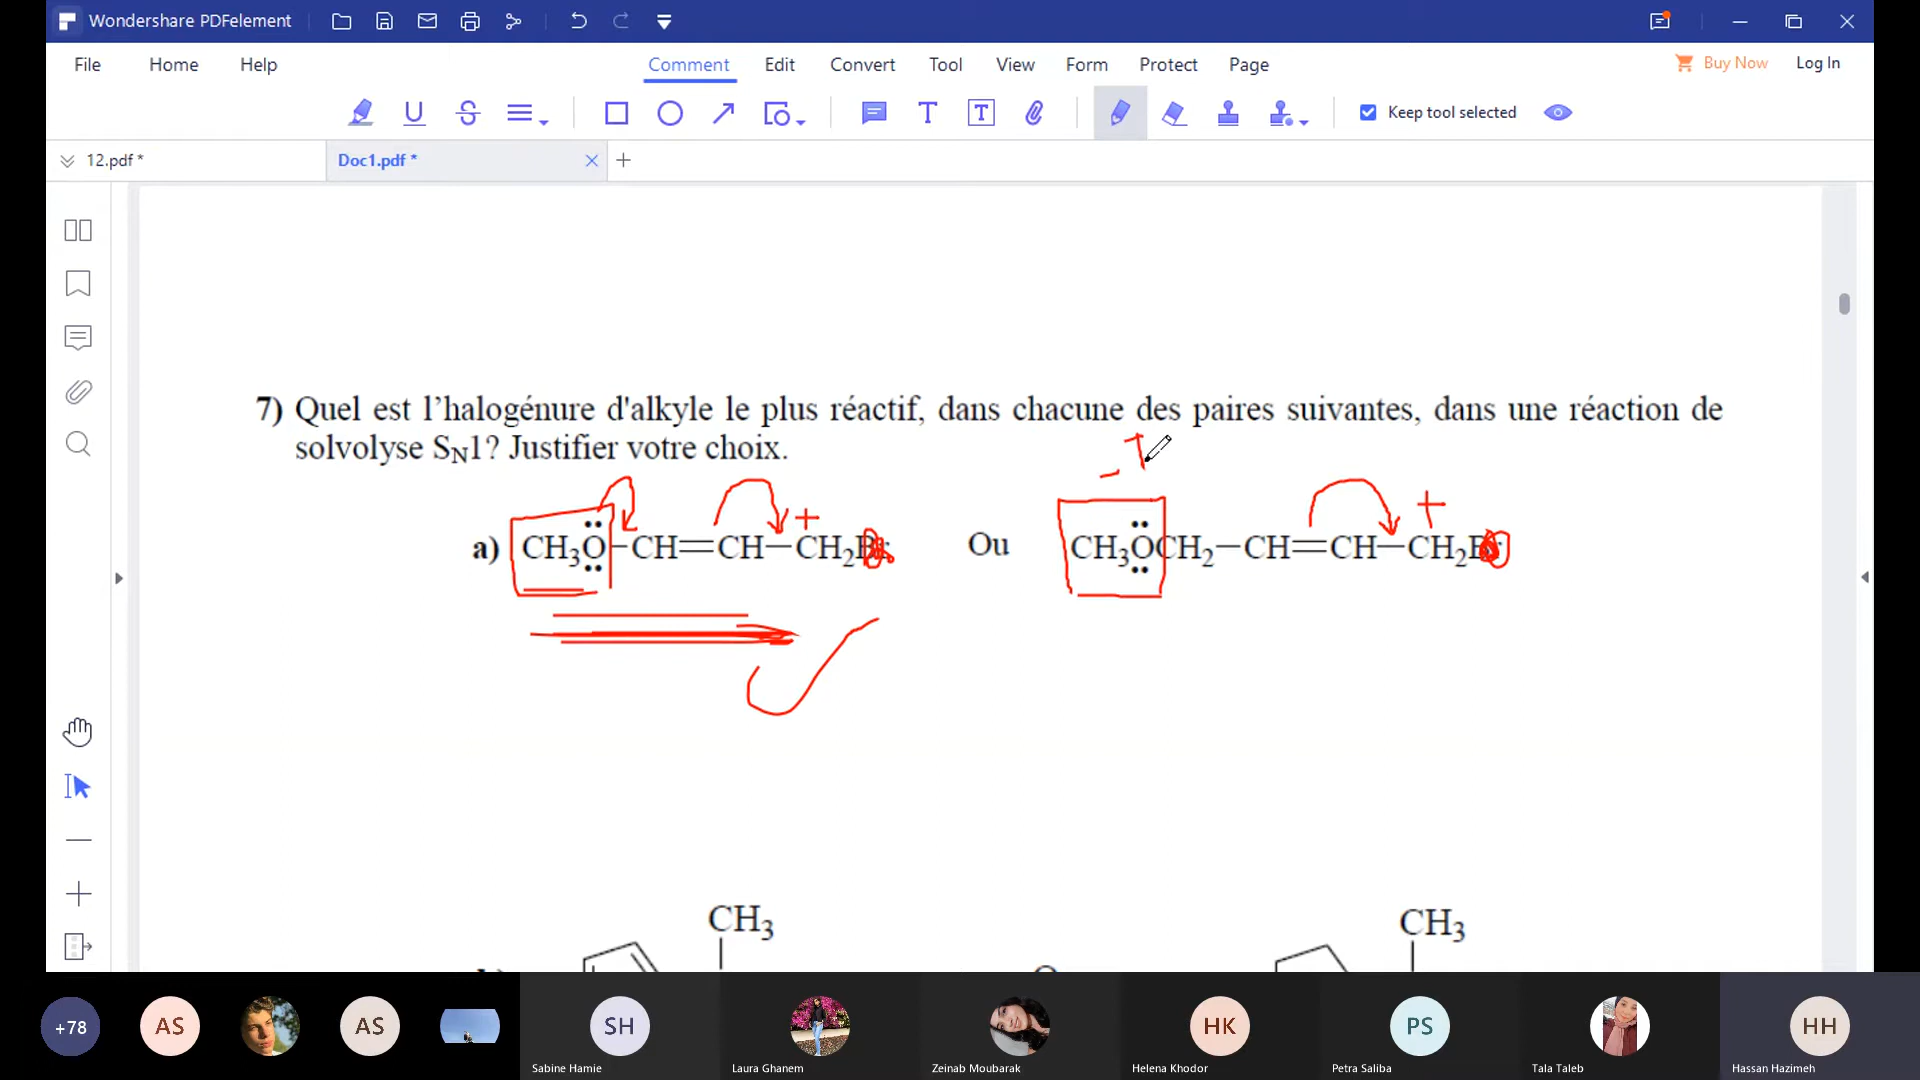 Wondershare PDFelement
File Home Help Comment Edit Convert Tool View Form Protect Page Buy Now Log In
U S T T Keep tool selected
12.pdf * Doc1.pdf *
7) Quel est l’halogénure d'alkyle le plus réactif, dans chacune des paires suivantes, dans une réaction de
solvolyse SN1? Justifier votre choix.
+ +
a) CH3O–CH=CH–CH2Br Ou CH3OCH2–CH=CH–CH2Br
CH3 CH3
+78 AS AS SH HK PS HH
Sabine Hamie Laura Ghanem Zeinab Moubarak Helena Khodor Petra Saliba Tala Taleb Hassan Hazimeh